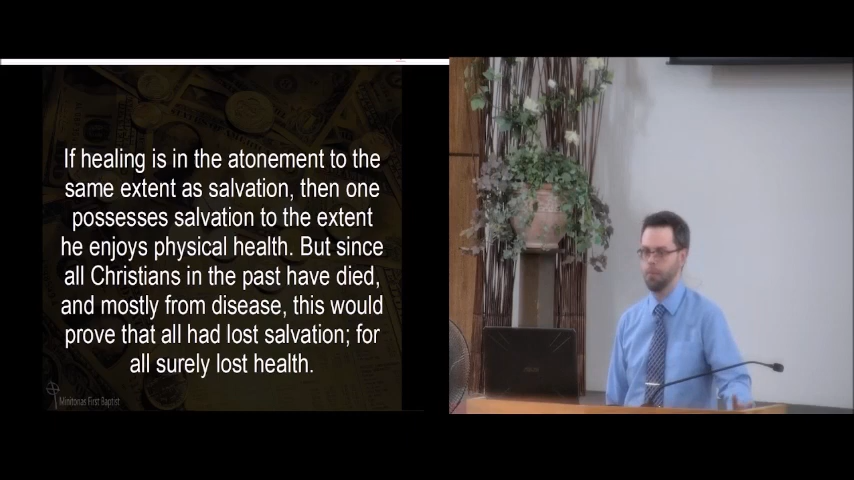 If healing is in the atonement to the
same extent as salvation, then one
possesses salvation to the extent
he enjoys physical health. But since
all Christians in the past have died,
and mostly from disease, this would
prove that all had lost salvation; for
all surely lost health.
Minitonas First Baptist